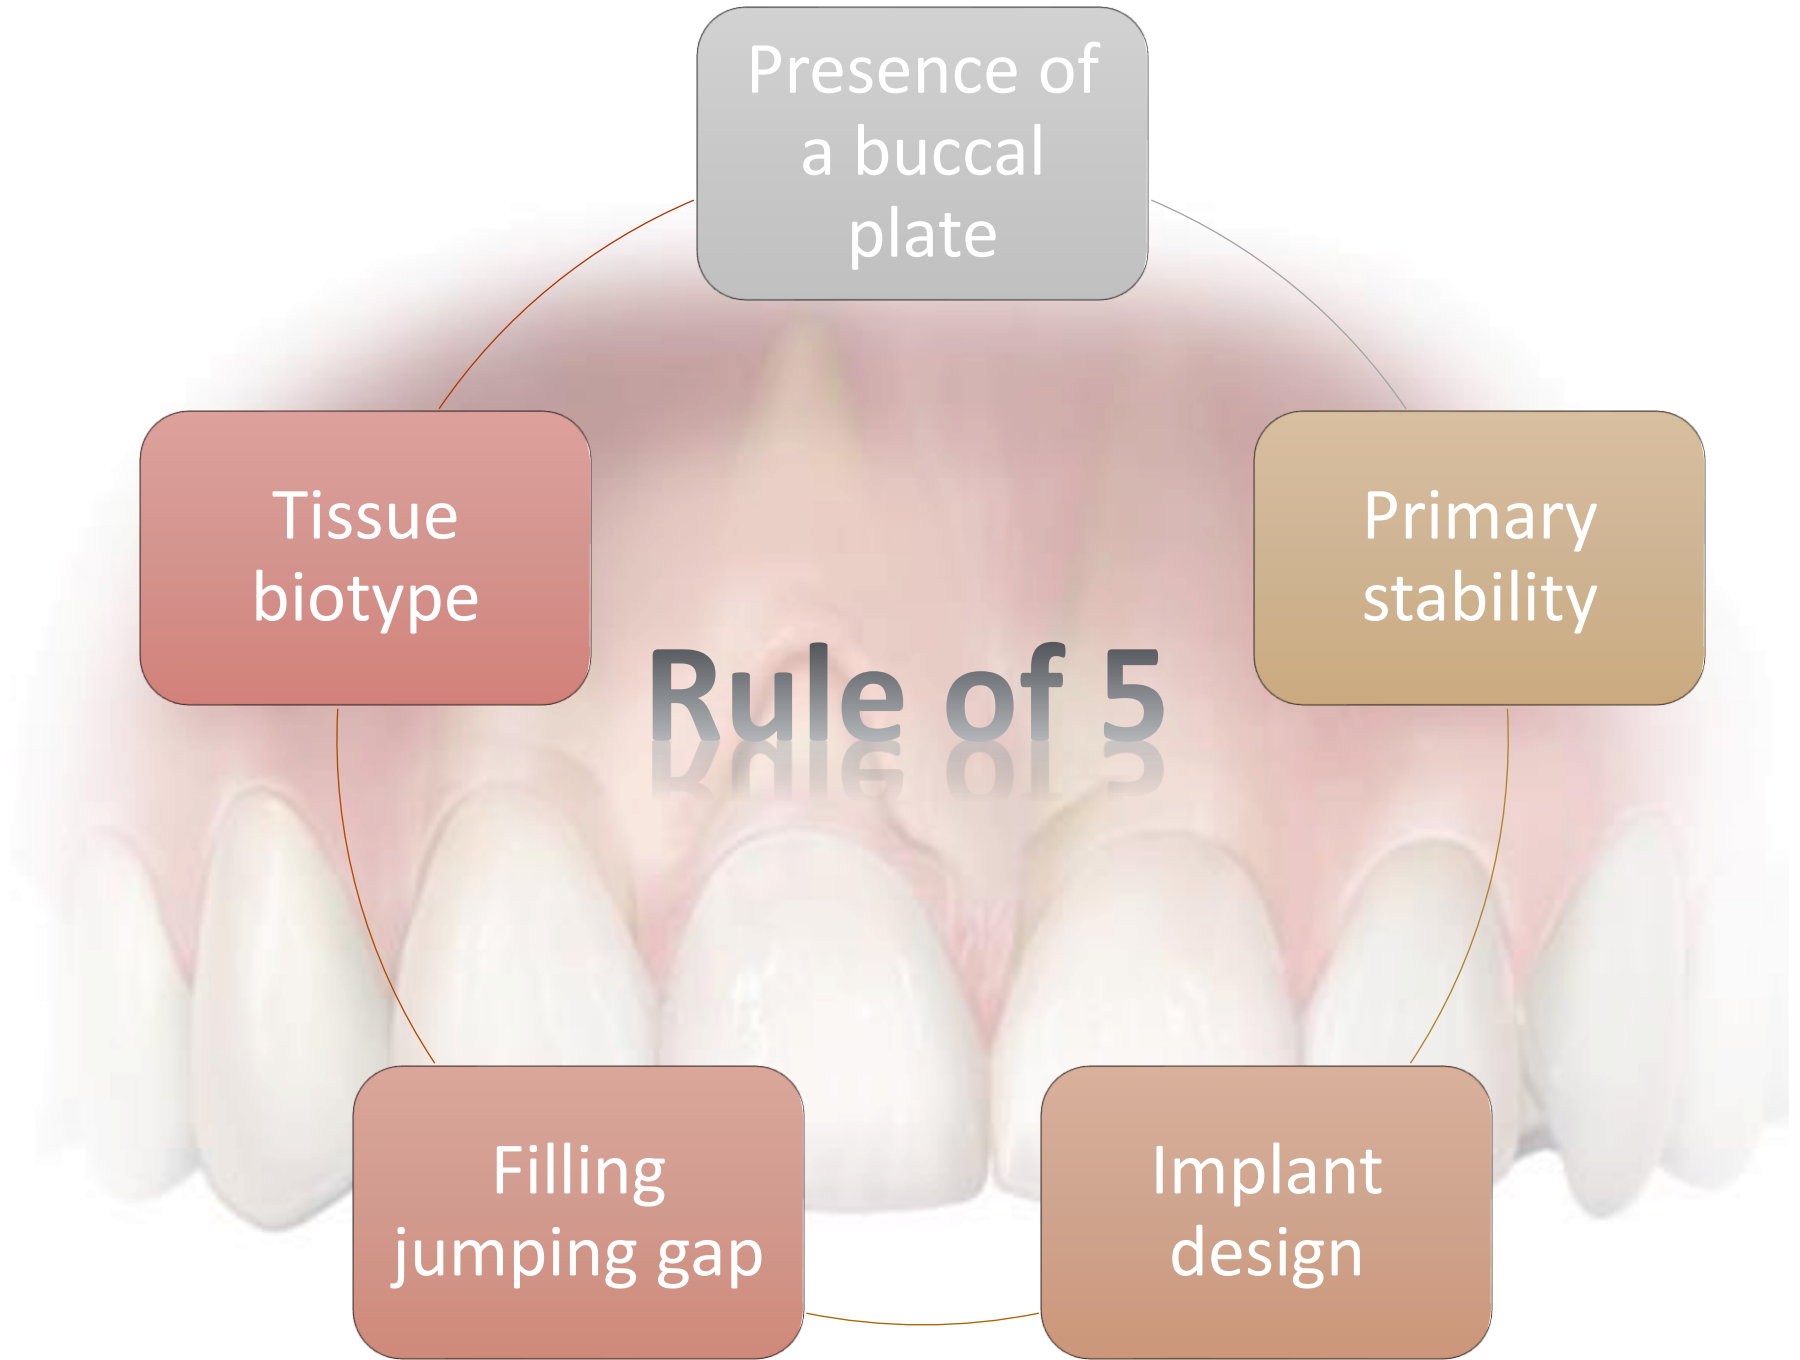 Presence of
a buccal
plate
Tissue
biotype
Primary
stability
Rule of 5
Filling
jumping gap
Implant
design